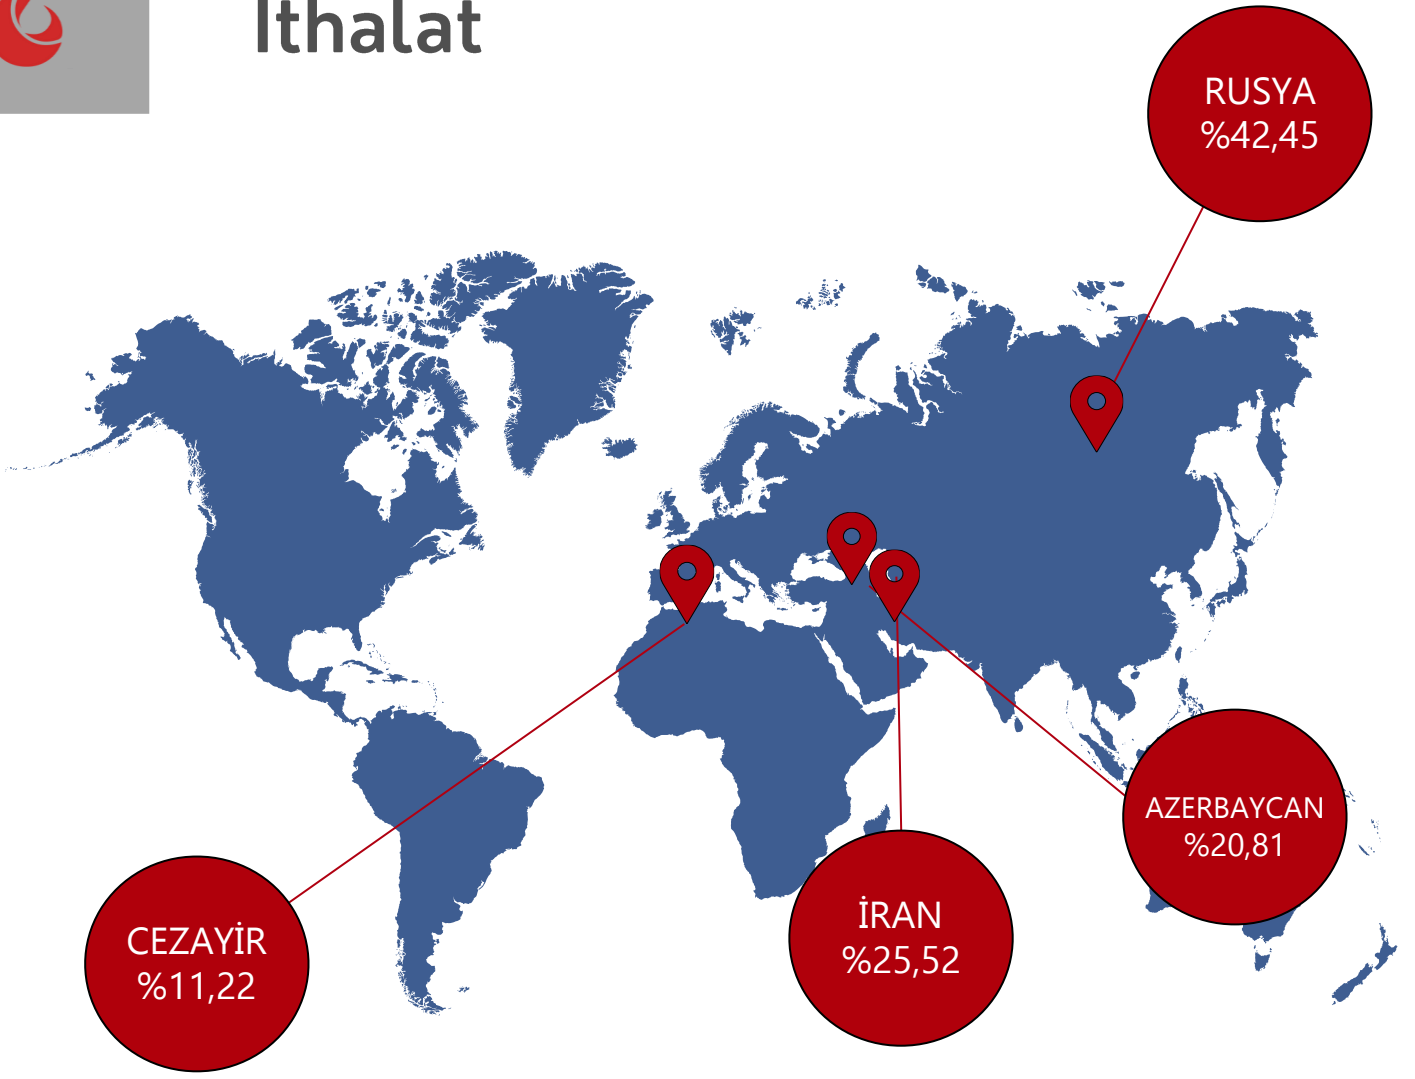 İthalat
RUSYA
%42,45
AZERBAYCAN
%20,81
İRAN
%25,52
CEZAYİR
%11,22